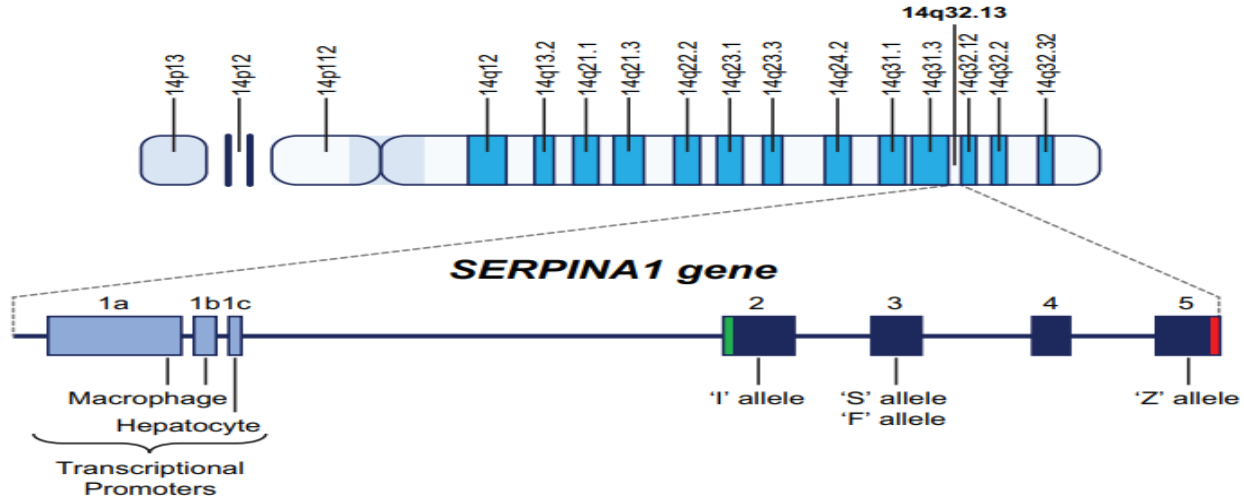 14q32.13
14p13
14p12
14p112
14q12
14q13.2
14q21.1
14q21.3
14q22.2
14q23.1
14q23.3
14q24.2
14q31.1
14q31.3
14q32.12
14q32.2
14q32.32
SERPINA1 gene
1a 1b 1c 2 3 4 5
Macrophage
Hepatocyte
Transcriptional
Promoters
‘I’ allele
‘S’ allele
‘F’ allele
‘Z’ allele